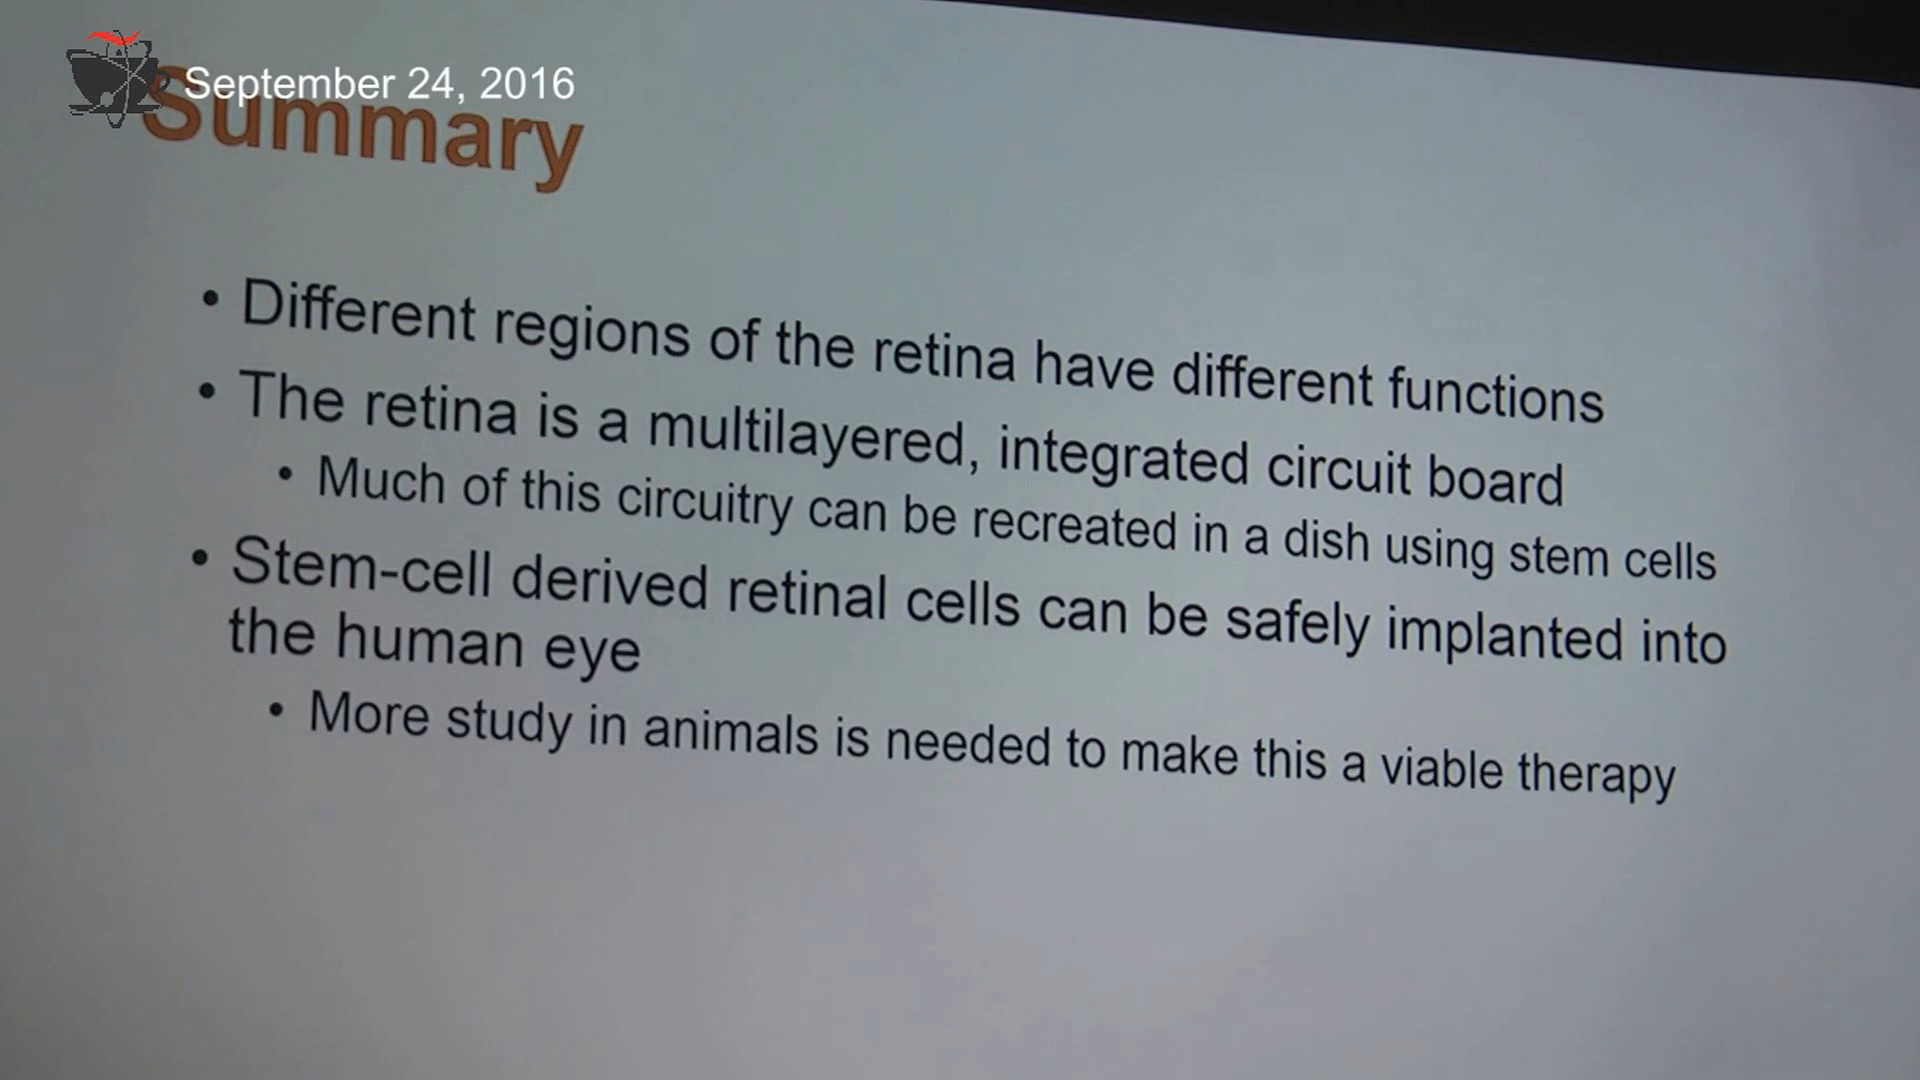 September 24, 2016
Summary
• Different regions of the retina have different functions
• The retina is a multilayered, integrated circuit board
• Much of this circuitry can be recreated in a dish using stem cells
• Stem-cell derived retinal cells can be safely implanted into
the human eye
• More study in animals is needed to make this a viable therapy